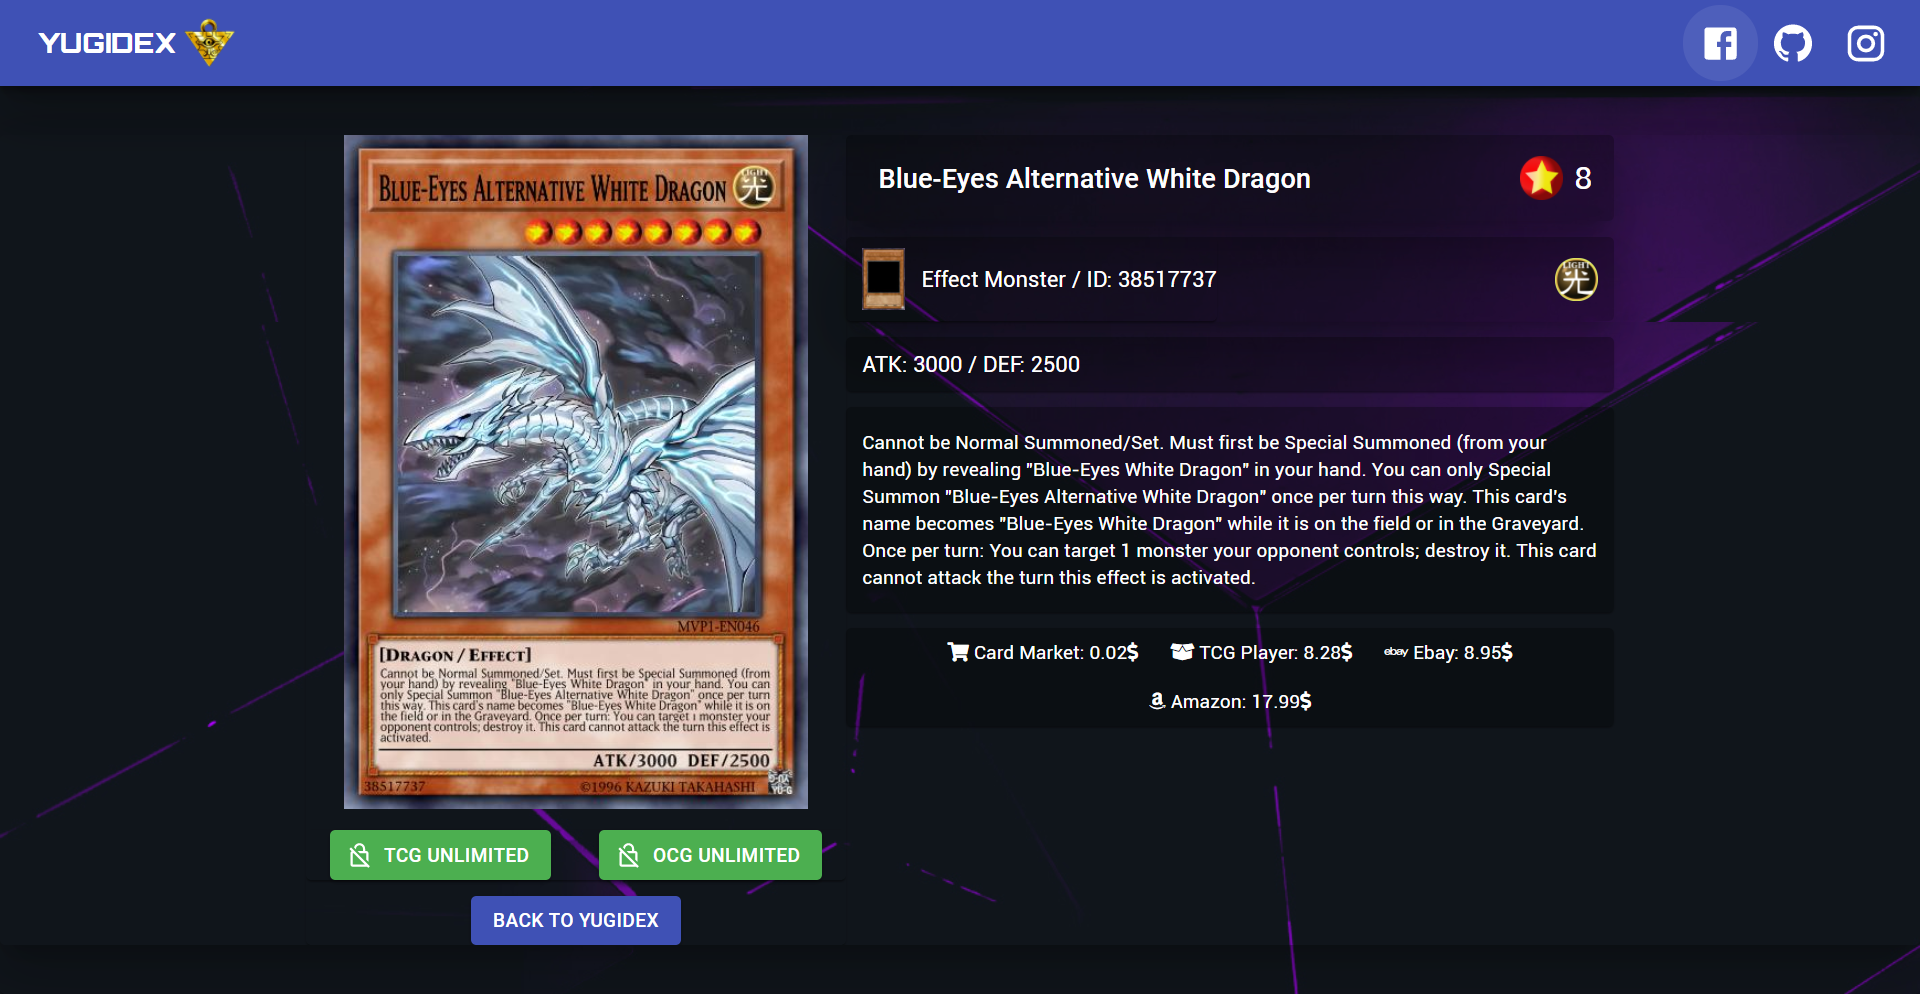 YUGIDEX
BLUE-EYES ALTERNATIVE WHITE DRAGON
LIGHT
光
MVP1-EN046
[DRAGON / EFFECT]
Cannot be Normal Summoned/Set. Must first be Special Summoned (from
your hand) by revealing "Blue-Eyes White Dragon" in your hand. You can
only Special Summon "Blue-Eyes Alternative White Dragon" once per turn
this way. This card's name becomes "Blue-Eyes White Dragon" while it is on
the field or in the Graveyard. Once per turn: You can target 1 monster your
opponent controls; destroy it. This card cannot attack the turn this effect is
activated.
ATK/3000 DEF/2500
38517737
©1996 KAZUKI TAKAHASHI
TCG UNLIMITED
OCG UNLIMITED
BACK TO YUGIDEX
Blue-Eyes Alternative White Dragon
8
Effect Monster / ID: 38517737
LIGHT
光
ATK: 3000 / DEF: 2500
Cannot be Normal Summoned/Set. Must first be Special Summoned (from your
hand) by revealing "Blue-Eyes White Dragon" in your hand. You can only Special
Summon "Blue-Eyes Alternative White Dragon" once per turn this way. This card's
name becomes "Blue-Eyes White Dragon" while it is on the field or in the Graveyard.
Once per turn: You can target 1 monster your opponent controls; destroy it. This card
cannot attack the turn this effect is activated.
Card Market: 0.02$
TCG Player: 8.28$
ebay Ebay: 8.95$
Amazon: 17.99$